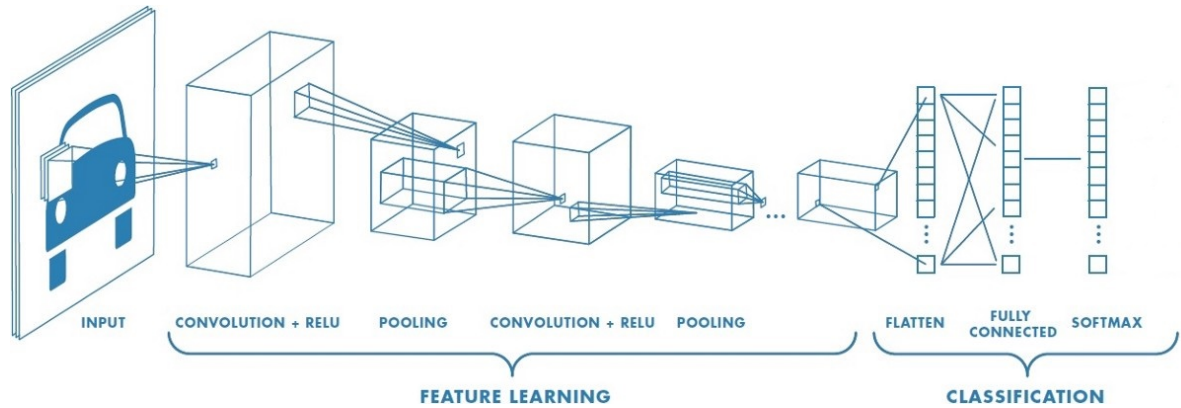 INPUT
CONVOLUTION + RELU
POOLING
CONVOLUTION + RELU
POOLING
...
FLATTEN
FULLY
CONNECTED
SOFTMAX
FEATURE LEARNING
CLASSIFICATION